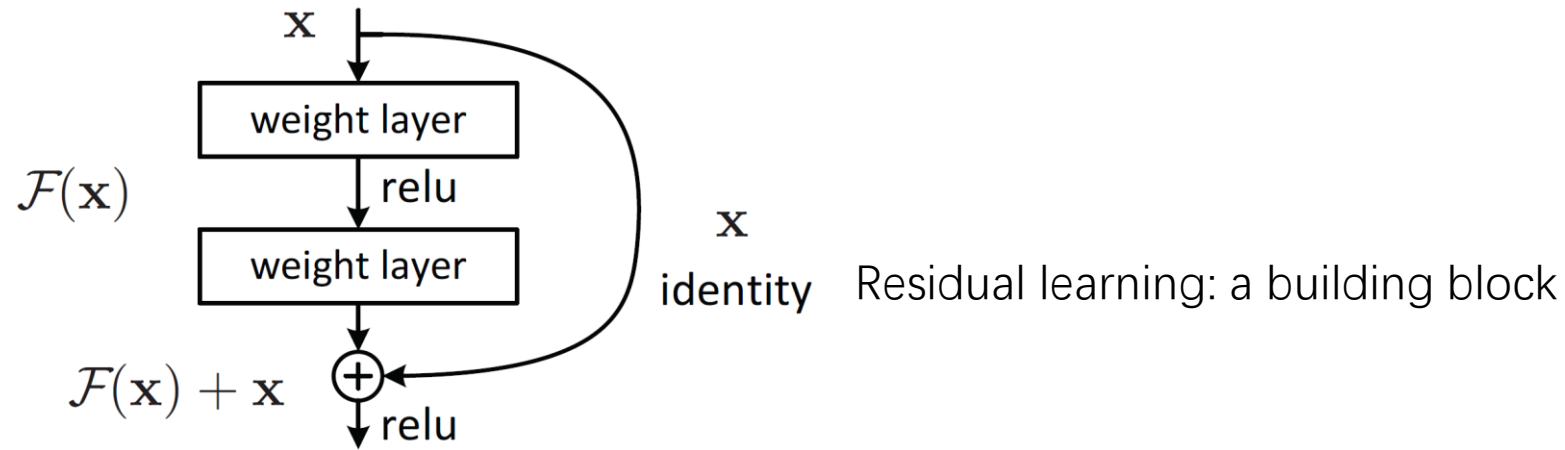 x
weight layer
F(x)
relu
x
weight layer
identity
Residual learning: a building block
F(x) + x
+
relu